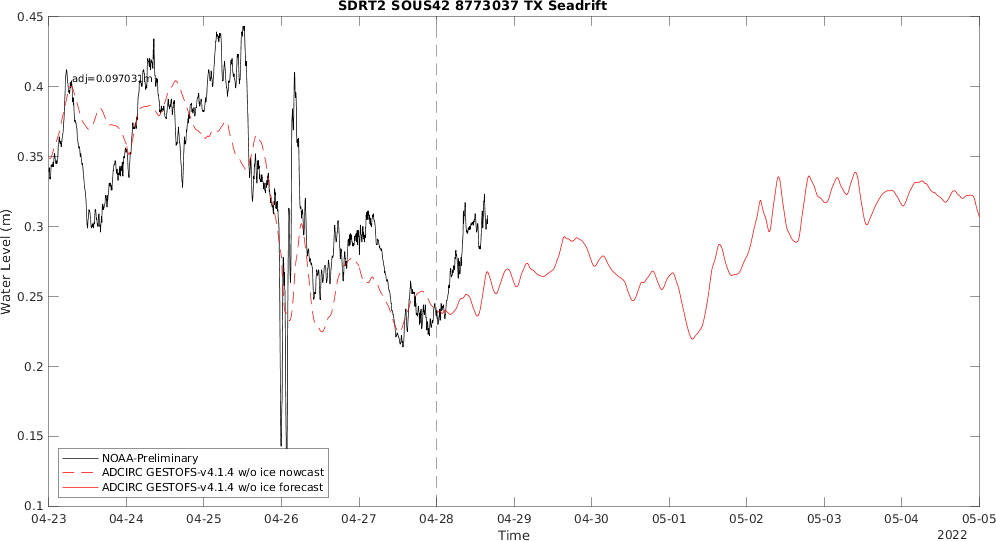 SDRT2 SOUS42 8773037 TX Seadrift
0.45
0.4
0.35
0.3
0.25
0.2
0.15
0.1
Water Level (m)
adj=0.097031m
NOAA-Preliminary
ADCIRC GESTOFS-v4.1.4 w/o ice nowcast
ADCIRC GESTOFS-v4.1.4 w/o ice forecast
04-23 04-24 04-25 04-26 04-27 04-28 04-29 04-30 05-01 05-02 05-03 05-04 05-05
Time
2022